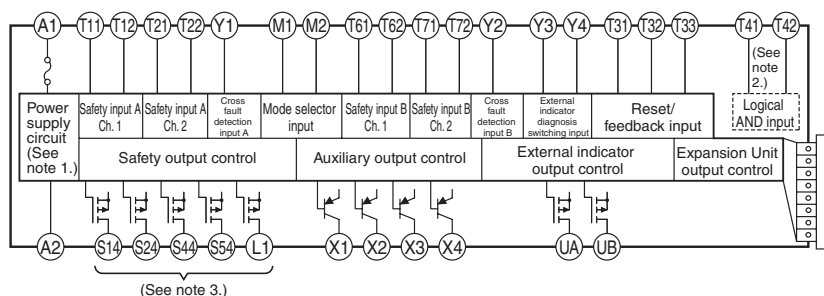 A1 T11 T12 T21 T22 Y1 M1 M2 T61 T62 T71 T72 Y2 Y3 Y4 T31 T32 T33 T41 T42
(See
note
2.)
Power
supply
circuit
(See
note 1.)
Safety input A
Ch. 1
Safety input A
Ch. 2
Cross
fault
detection
input A
Mode selector
input
Safety input B
Ch. 1
Safety input B
Ch. 2
Cross
fault
detection
input B
External
indicator
diagnosis
switching input
Reset/
feedback input
Logical
AND input
Safety output control
Auxiliary output control
External indicator
output control
Expansion Unit
output control
A2 S14 S24 S44 S54 L1 X1 X2 X3 X4 UA UB
(See note 3.)